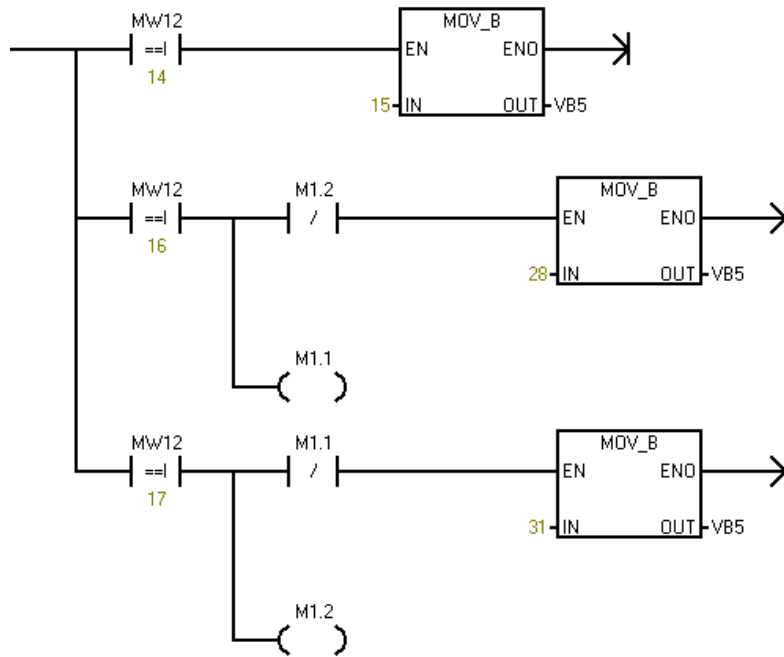 MW12 MOV_B
==I EN ENO
14
15 IN OUT VB5
MW12 M1.2 MOV_B
==I / EN ENO
16
28 IN OUT VB5
M1.1
MW12 M1.1 MOV_B
==I / EN ENO
17
31 IN OUT VB5
M1.2